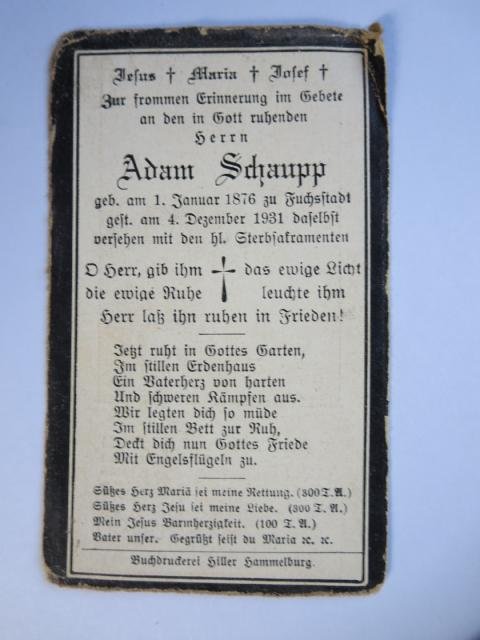 Jesus † Maria † Josef †
Zur frommen Erinnerung im Gebete
an den in Gott ruhenden
Herrn
Adam Schaupp
geb. am 1. Januar 1876 zu Fuchsstadt
gest. am 4. Dezember 1931 daselbst
versehen mit den hl. Sterbsakramenten
O Herr, gib ihm † das ewige Licht
die ewige Ruhe leuchte ihm
Herr laß ihn ruhen in Frieden!
Jetzt ruht in Gottes Garten,
Im stillen Erdenhaus
Ein Vaterherz von harten
Und schweren Kämpfen aus.
Wir legten dich so müde
Im stillen Bett zur Ruh,
Deckt dich nun Gottes Friede
Mit Engelsflügeln zu.
Süßes Herz Mariä sei meine Rettung. (300 T. A.)
Süßes Herz Jesu sei meine Liebe. (300 T. A.)
Mein Jesus Barmherzigkeit. (100 T. A.)
Vater unser. Gegrüßt seist du Maria ꝛc. ꝛc.
Buchdruckerei Hiller Hammelburg.